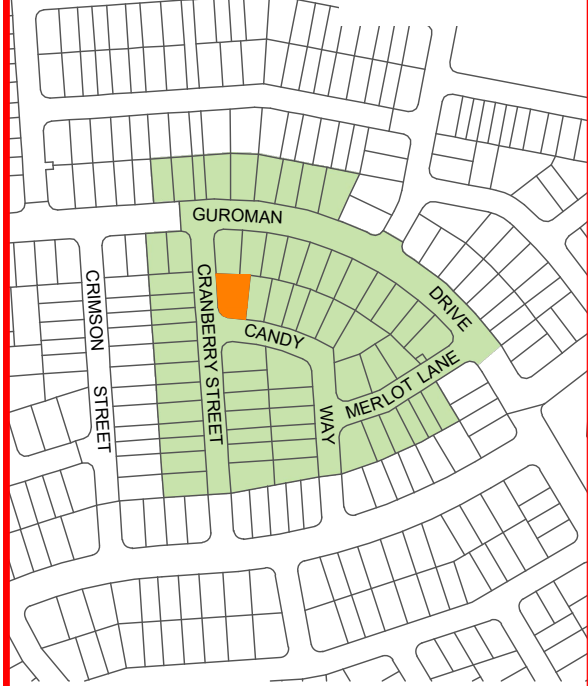 GUROMAN
DRIVE
CRIMSON
STREET
CRANBERRY STREET
CANDY
WAY
MERLOT LANE